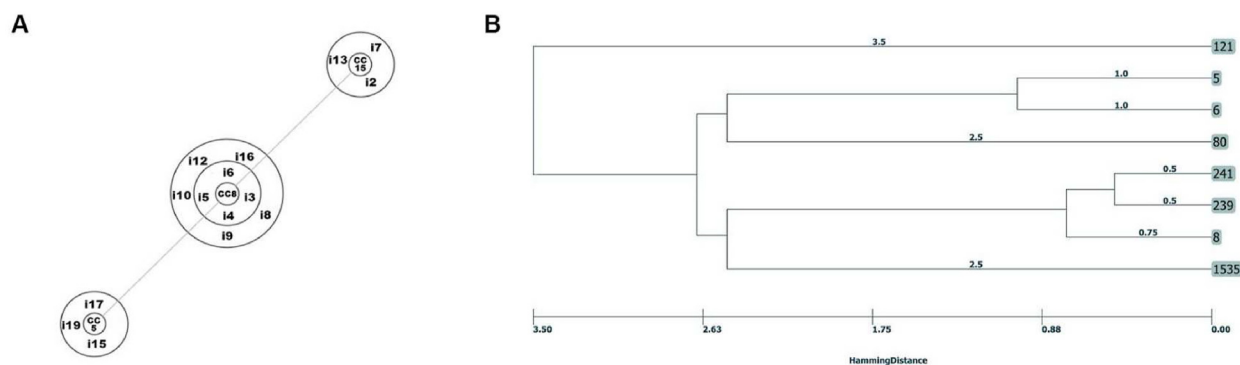 A
i7
i13
CC
15
i2
i12
i16
i6
i10
i5
CC8
i3
i4
i8
i9
i17
i19
CC
5
i15
B
3.5
121
1.0
5
1.0
6
2.5
80
0.5
241
0.5
239
0.75
8
2.5
1535
3.50
2.63
1.75
0.88
0.00
HammingDistance